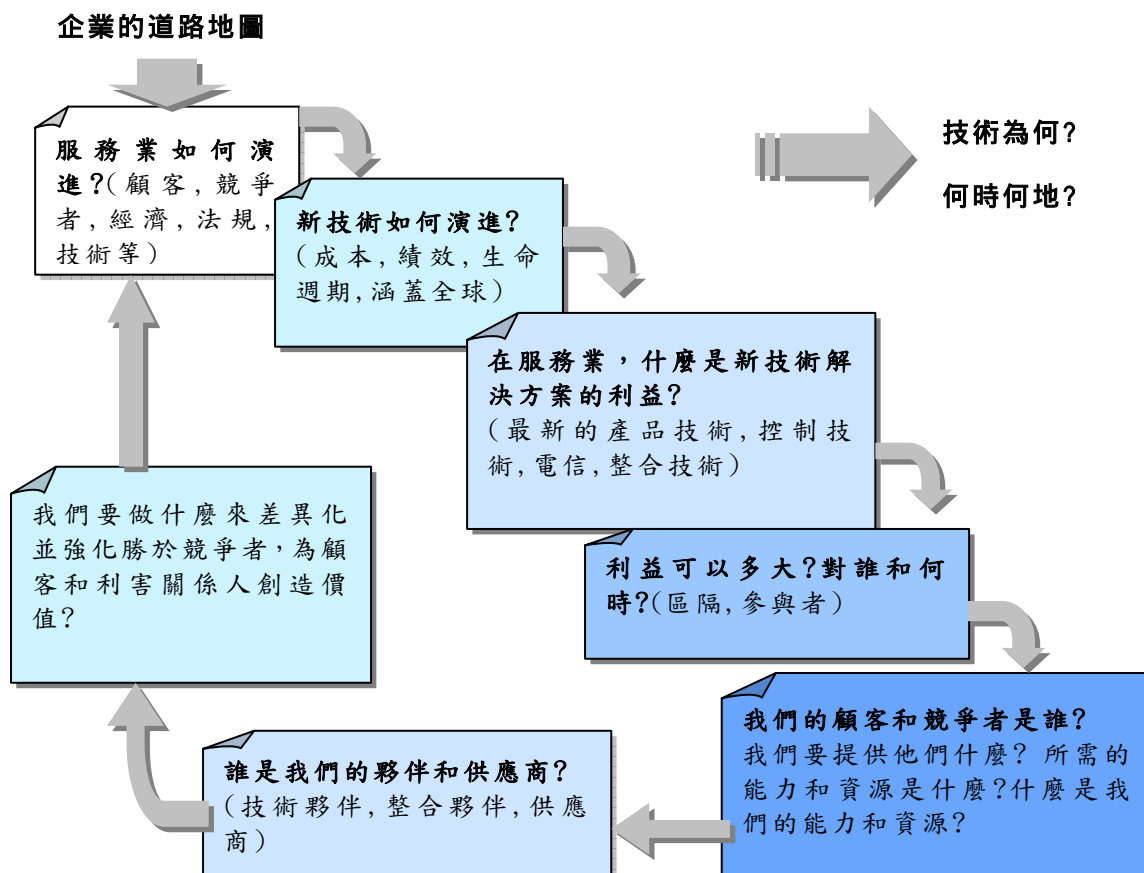 企業的道路地圖
服務業如何演
進?(顧客,競爭
者,經濟,法規,
技術等)
技術為何?
何時何地?
新技術如何演進?
(成本,績效,生命
週期,涵蓋全球)
在服務業，什麼是新技術解
決方案的利益?
(最新的產品技術,控制技
術,電信,整合技術)
利益可以多大?對誰和何
時?(區隔,參與者)
我們的顧客和競爭者是誰?
我們要提供他們什麼? 所需的
能力和資源是什麼?什麼是我
們的能力和資源?
誰是我們的夥伴和供應商?
(技術夥伴,整合夥伴,供應
商)
我們要做什麼來差異化
並強化勝於競爭者，為顧
客和利害關係人創造價
值?